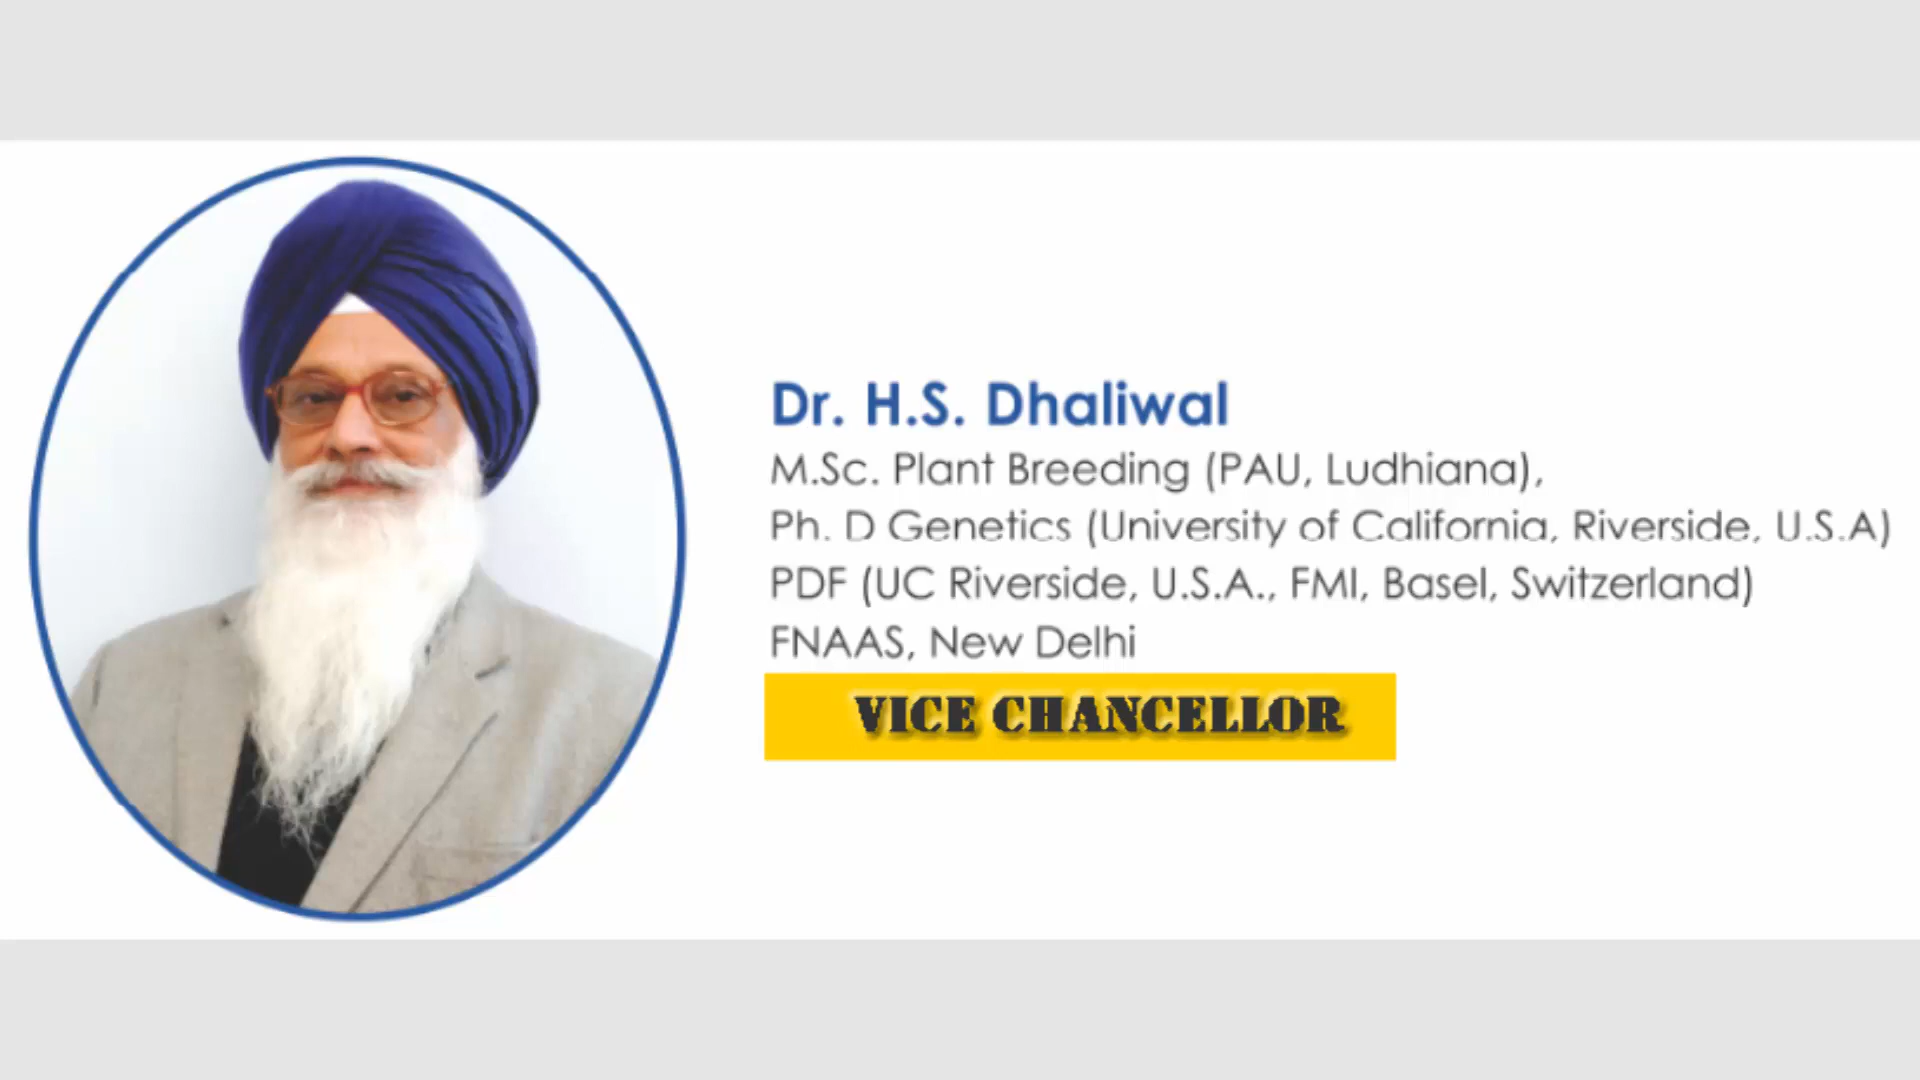 Dr. H.S. Dhaliwal
M.Sc. Plant Breeding (PAU, Ludhiana),
Ph. D Genetics (University of California, Riverside, U.S.A)
PDF (UC Riverside, U.S.A., FMI, Basel, Switzerland)
FNAAS, New Delhi
VICE CHANCELLOR